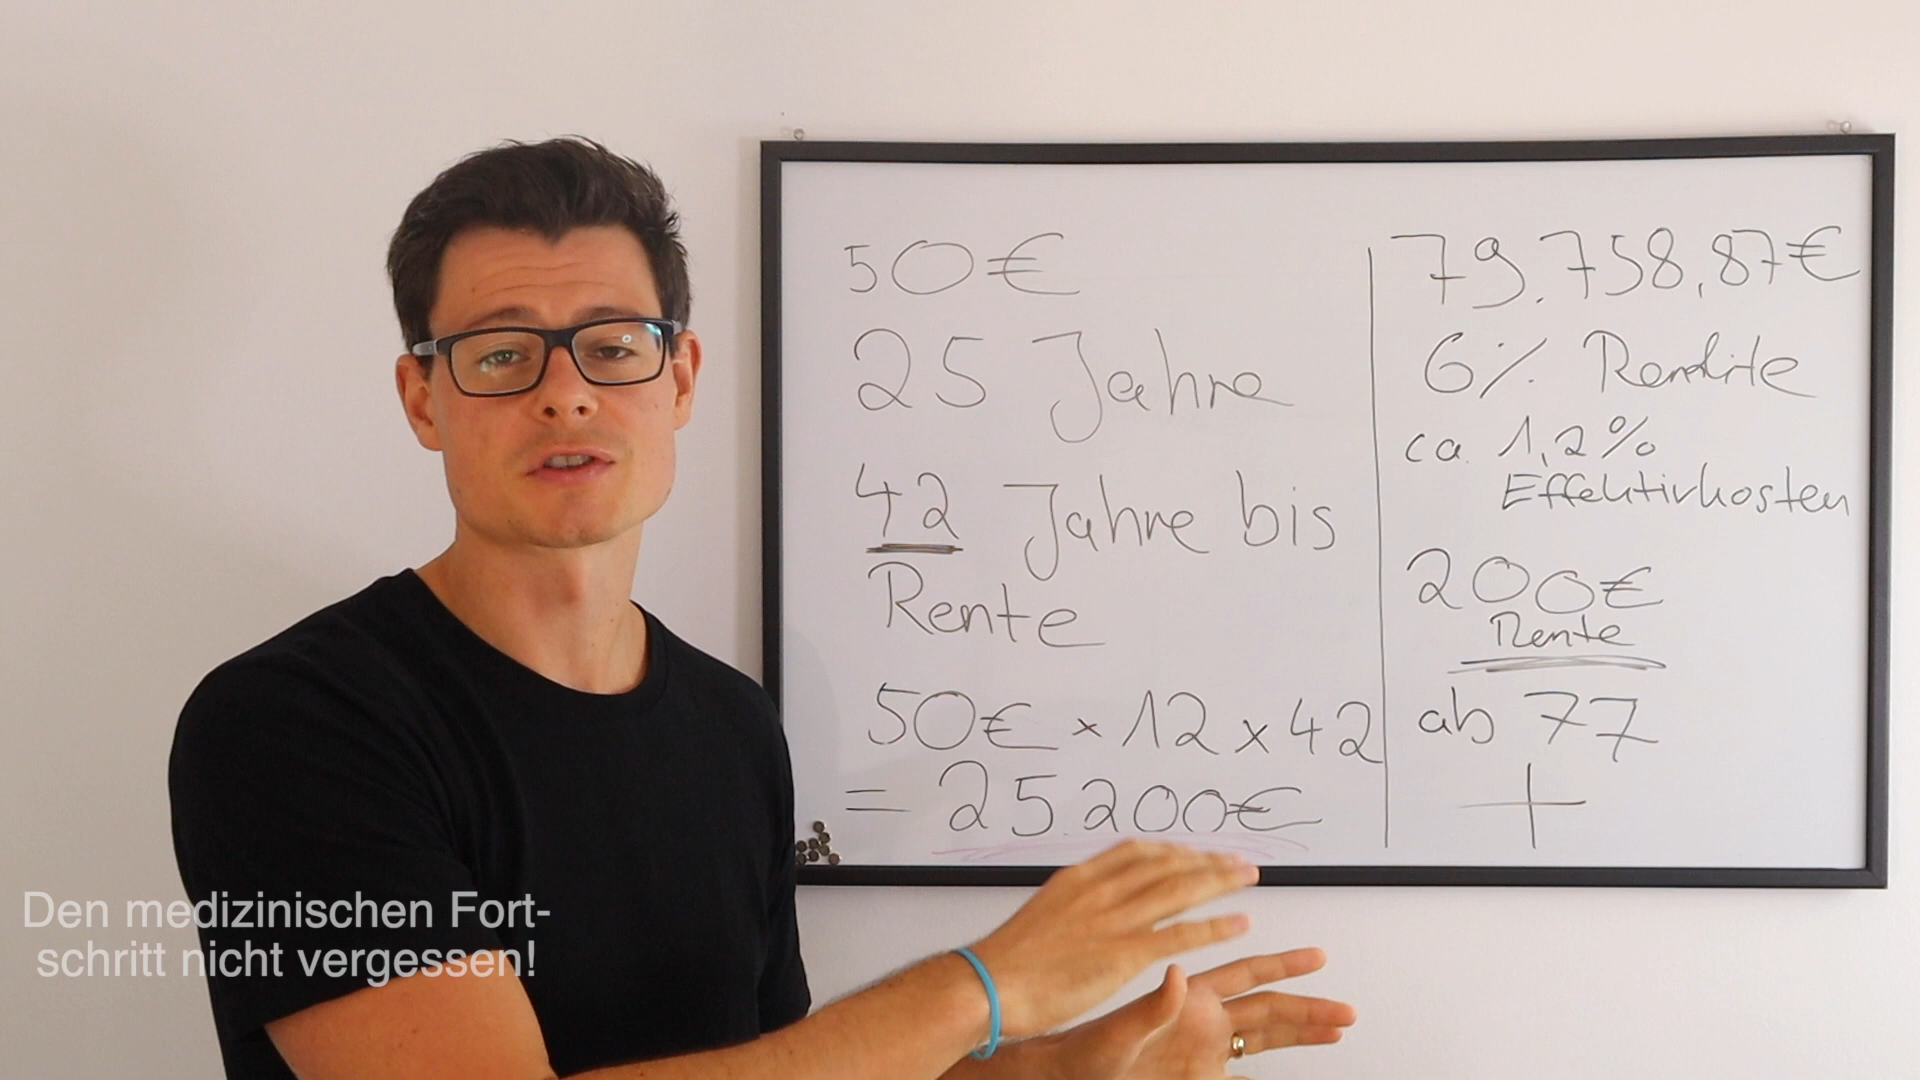 50€
25 Jahre
42 Jahre bis
Rente
50€ × 12 × 42
= 25.200€
79.758,87€
6% Rendite
ca. 1,2%
Effektivkosten
200€
Rente
ab 77
+
Den medizinischen Fort-
schritt nicht vergessen!